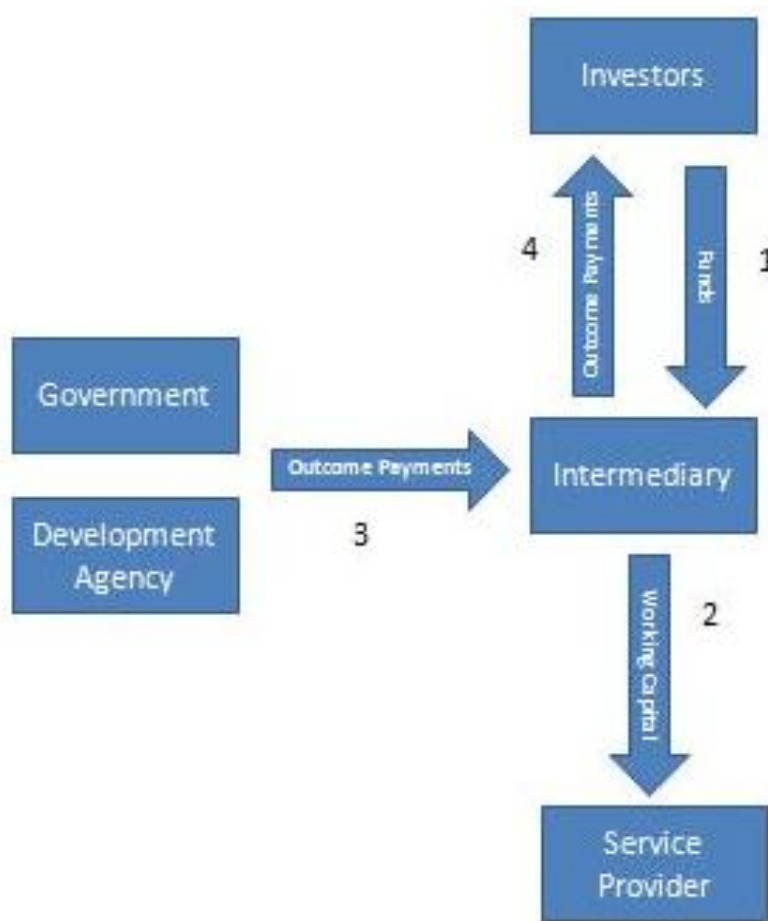 Investors
4
Outcome Payments
Funds
1
Government
Outcome Payments
Intermediary
3
Development
Agency
Working Capital
2
Service
Provider